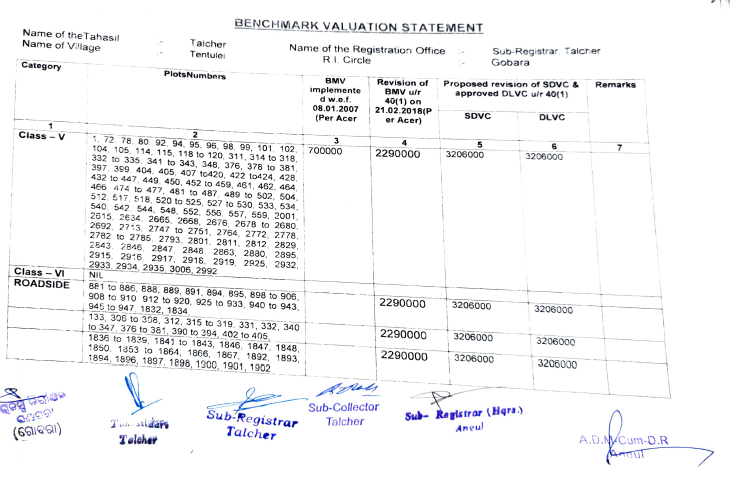 BENCHMARK VALUATION STATEMENT
Name of theTahasil :- Talcher Name of the Registration Office :- Sub-Registrar Talcher
Name of Village :- Tentulei R.I. Circle :- Gobara
Category PlotsNumbers BMV implemente d w.e.f. 08.01.2007 (Per Acer Revision of BMV u/r 40(1) on 21.02.2018(P er Acer) Proposed revision of SDVC & approved DLVC u/r 40(1) Remarks
SDVC DLVC
1 2 3 4 5 6 7
Class – V 1, 72, 78, 80, 92, 94, 95, 96, 98, 99, 101, 102, 700000 2290000 3206000 3206000
104, 105, 114, 115, 118 to 120, 311, 314 to 318,
332 to 335, 341 to 343, 348, 376, 378 to 381,
397, 399, 404, 405, 407 to420, 422 to424, 428,
432 to 447, 449, 450, 452 to 459, 461, 462, 464,
466, 474 to 477, 481 to 487, 489 to 502, 504,
512, 517, 518, 520 to 525, 527 to 530, 533, 534,
540, 542, 544, 548, 552, 556, 557, 559, 2001,
2615, 2634, 2665, 2668, 2676, 2678 to 2680,
2692, 2713, 2747 to 2751, 2764, 2772, 2778,
2782 to 2785, 2793, 2801, 2811, 2812, 2829,
2843, 2846, 2847, 2848, 2863, 2880, 2895,
2915, 2916, 2917, 2918, 2919, 2925, 2932,
2933, 2934, 2935, 3006, 2992
Class – VI NIL
ROADSIDE 881 to 886, 888, 889, 891, 894, 895, 898 to 906, 2290000 3206000 3206000
908 to 910, 912 to 920, 925 to 933, 940 to 943,
945 to 947, 1832, 1834
133, 306 to 308, 312, 315 to 319, 331, 332, 340 2290000 3206000 3206000
to 347, 376 to 381, 390 to 394, 402 to 405,
1836 to 1839, 1841 to 1843, 1846, 1847, 1848, 2290000 3206000 3206000
1850, 1853 to 1864, 1866, 1867, 1892, 1893,
1894, 1896, 1897, 1898, 1900, 1901, 1902
(ଗୋବରା)
Talcher
Sub-Registrar
Talcher
Sub-Collector
Talcher
Sub- Registrar (Hqrs.)
Angul
A.D.M-Cum-D.R
Angul